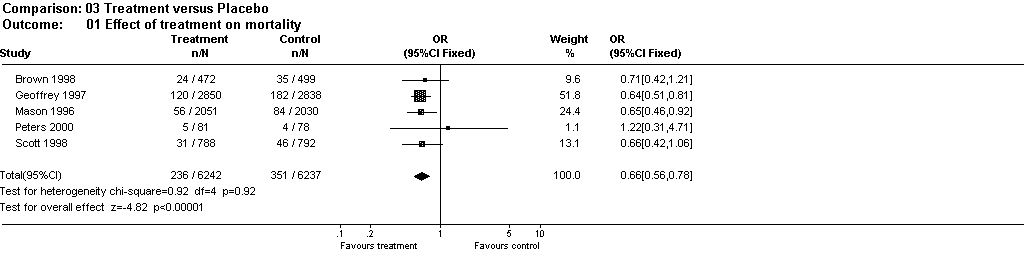 Comparison: 03 Treatment versus Placebo
Outcome: 01 Effect of treatment on mortality
Treatment Control OR Weight OR
Study n/N n/N (95%CI Fixed) % (95%CI Fixed)
Brown 1998 24 / 472 35 / 499 9.6 0.71[0.42,1.21]
Geoffrey 1997 120 / 2850 182 / 2838 51.8 0.64[0.51,0.81]
Mason 1996 56 / 2051 84 / 2030 24.4 0.65[0.46,0.92]
Peters 2000 5 / 81 4 / 78 1.1 1.22[0.31,4.71]
Scott 1998 31 / 788 46 / 792 13.1 0.66[0.42,1.06]
Total(95%CI) 236 / 6242 351 / 6237 100.0 0.66[0.56,0.78]
Test for heterogeneity chi-square=0.92 df=4 p=0.92
Test for overall effect z=-4.82 p<0.00001
.1 .2 1 5 10
Favours treatment Favours control